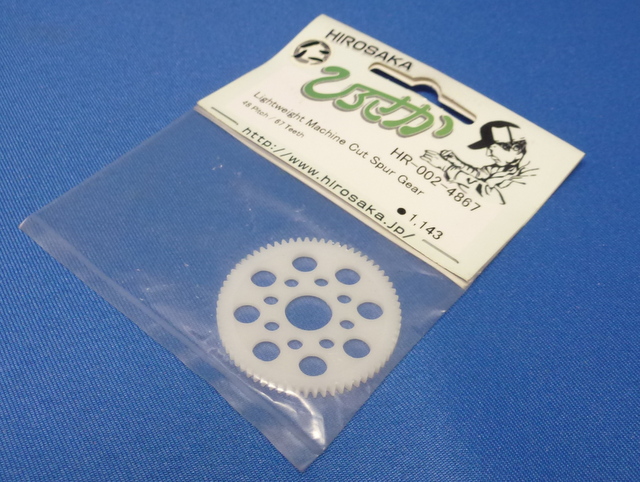 HIROSAKA
ひろさか
Lightweight Machine Cut Spur Gear
48 Pitch / 67 Teeth
HR-002-4867
●1,143
http://www.hirosaka.jp/